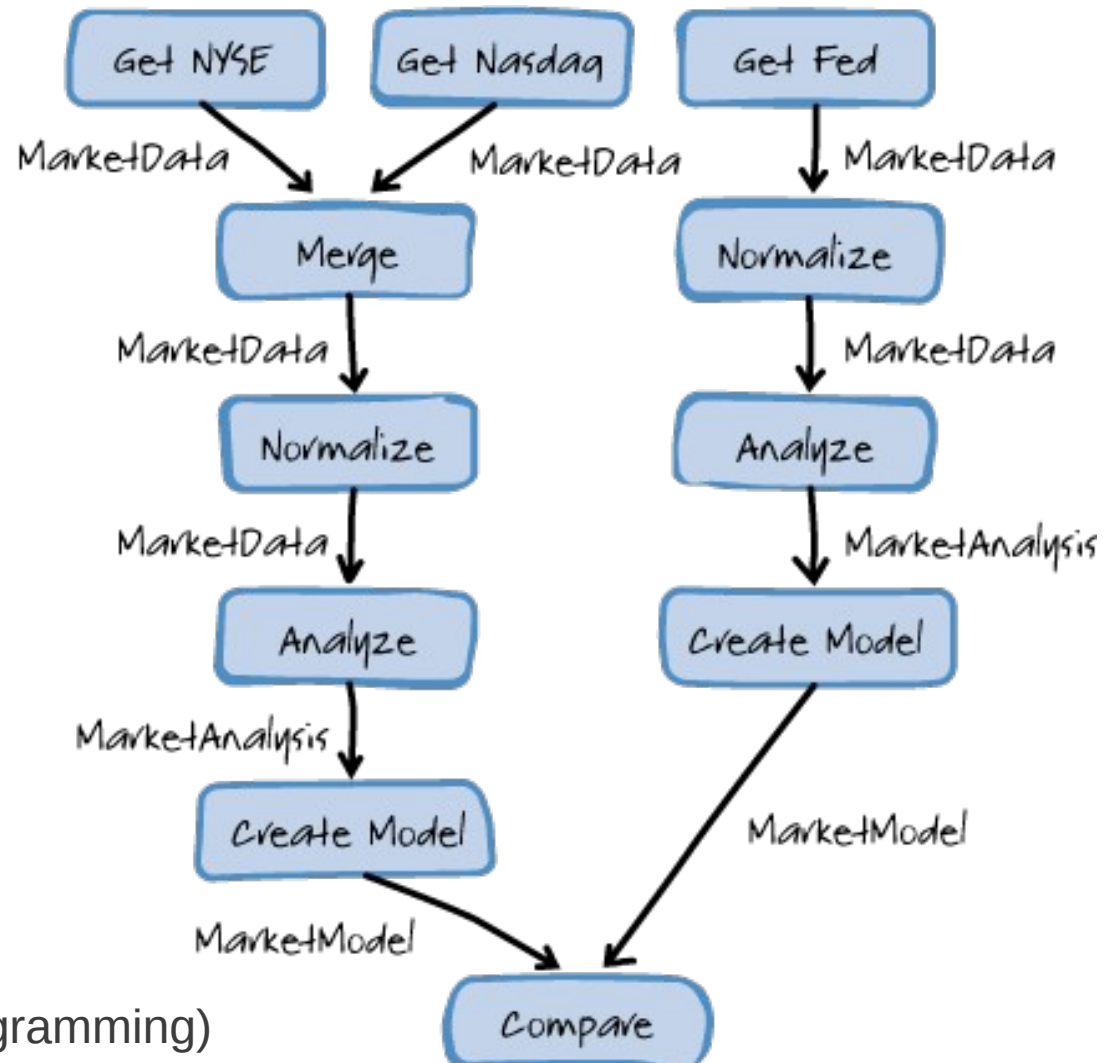 Get NYSE
Get Nasdaq
Get Fed
MarketData
MarketData
MarketData
Merge
Normalize
MarketData
MarketData
Normalize
Analyze
MarketData
MarketAnalysis
Analyze
Create Model
MarketAnalysis
Create Model
MarketModel
MarketModel
Compare
gramming)